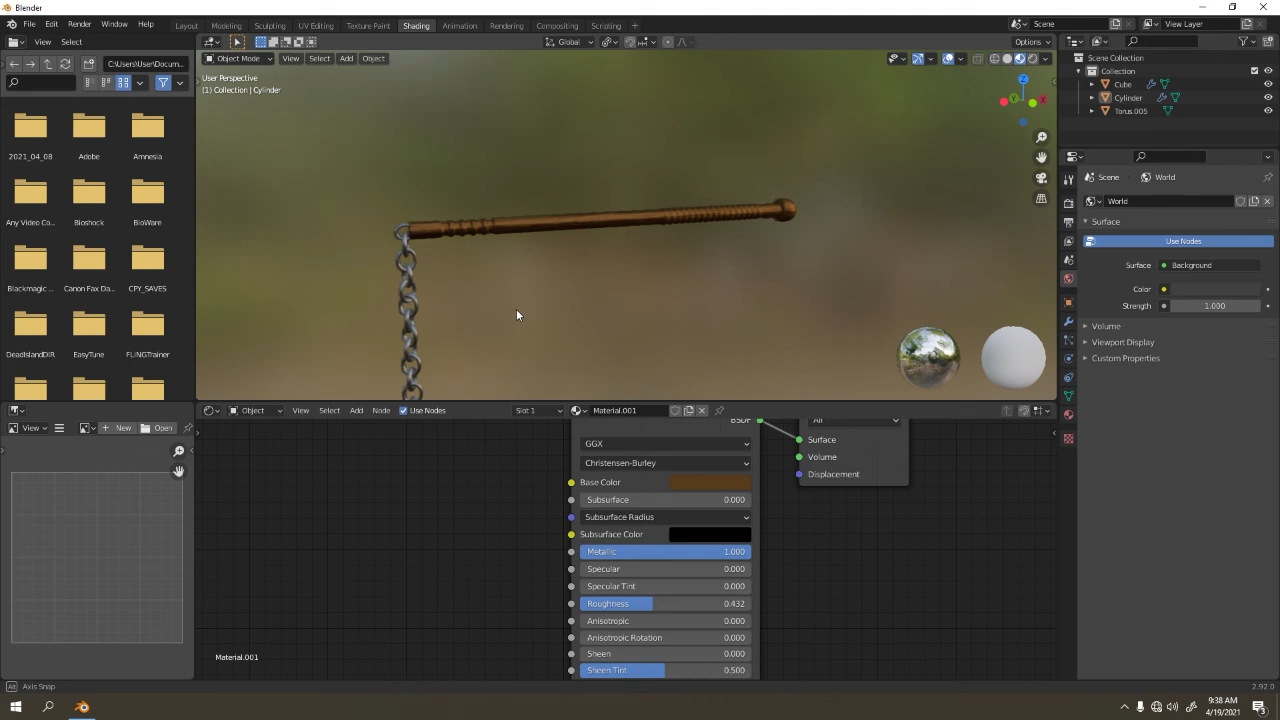 Blender
File Edit Render Window Help Layout Modeling Sculpting UV Editing Texture Paint Shading Animation Rendering Compositing Scripting + Scene View Layer
View Select Global Options
C:\Users\User\Docum... Object Mode View Select Add Object
User Perspective
(1) Collection | Cylinder
Scene Collection
Collection
Cube
Cylinder
Torus.005
Z
Y
X
2021_04_08 Adobe Amnesia
Scene World
World
Any Video Co... Bioshock BioWare
Surface
Use Nodes
Surface Background
Color
Strength 1.000
Blackmagic ... Canon Fax Da... CPY_SAVES
Volume
Viewport Display
Custom Properties
DeadIslandDIR EasyTune FLiNGTrainer
View New Open
Object View Select Add Node Use Nodes Slot 1 Material.001
BSDF
All
Surface
Volume
Displacement
GGX
Christensen-Burley
Base Color
Subsurface 0.000
Subsurface Radius
Subsurface Color
Metallic 1.000
Specular 0.000
Specular Tint 0.000
Roughness 0.432
Anisotropic 0.000
Anisotropic Rotation 0.000
Sheen 0.000
Sheen Tint 0.500
Material.001
Alt Axis Snap 2.92.0
9:38 AM
4/19/2021
3